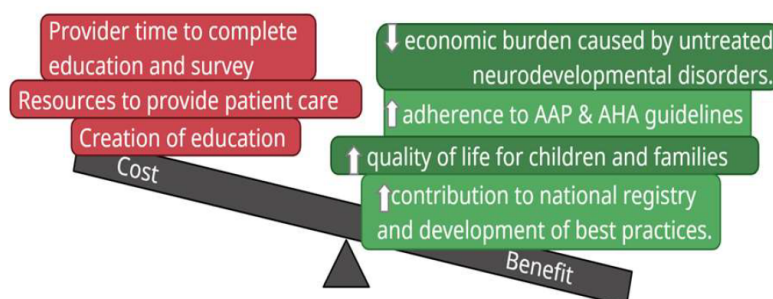 Provider time to complete
education and survey
Resources to provide patient care
Creation of education
Cost
⬇ economic burden caused by untreated
neurodevelopmental disorders.
⬆ adherence to AAP & AHA guidelines
⬆ quality of life for children and families
⬆contribution to national registry
and development of best practices.
Benefit